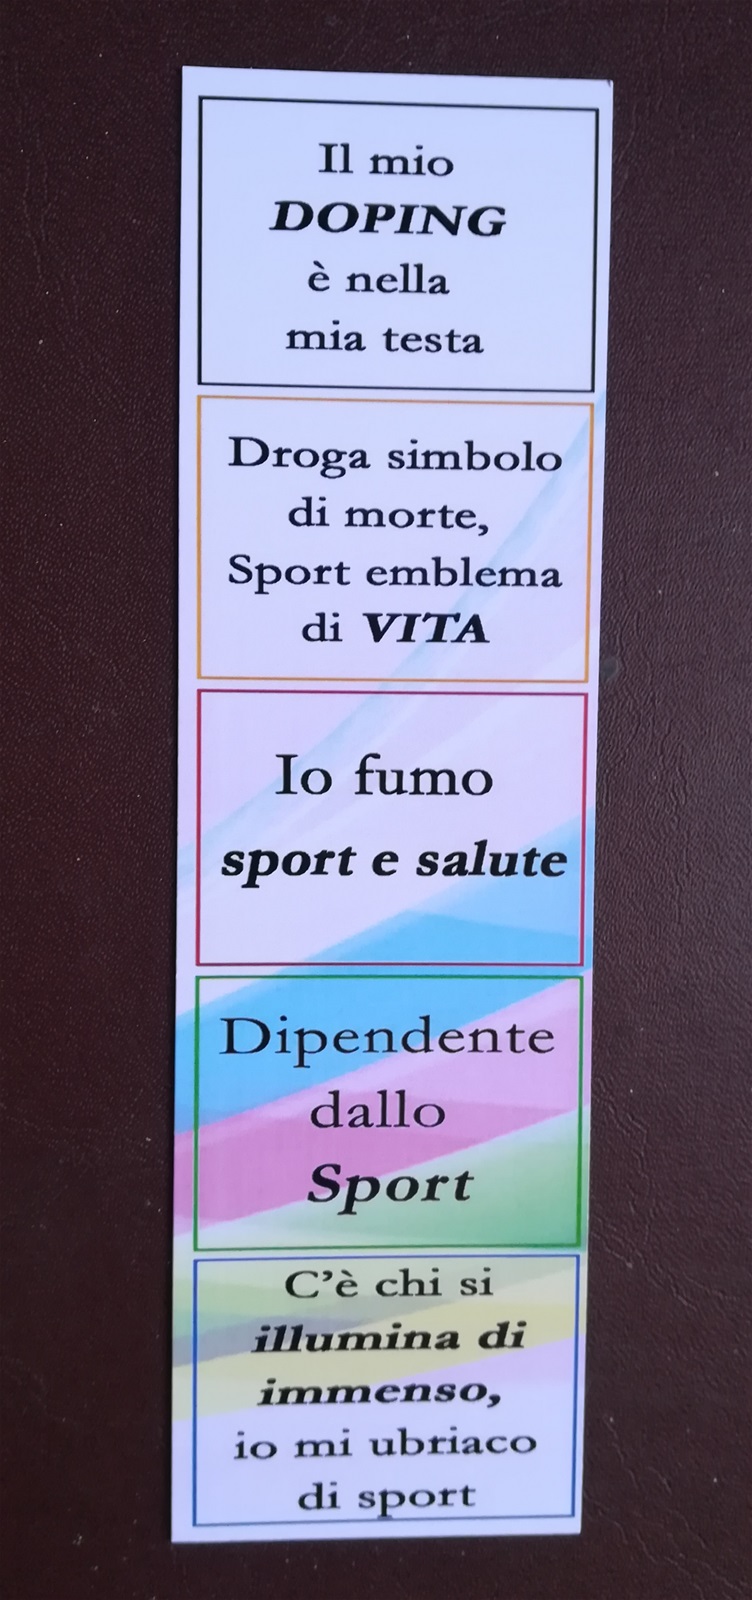 Il mio
DOPING
è nella
mia testa
Droga simbolo
di morte,
Sport emblema
di VITA
Io fumo
sport e salute
Dipendente
dallo
Sport
C'è chi si
illumina di
immenso,
io mi ubriaco
di sport